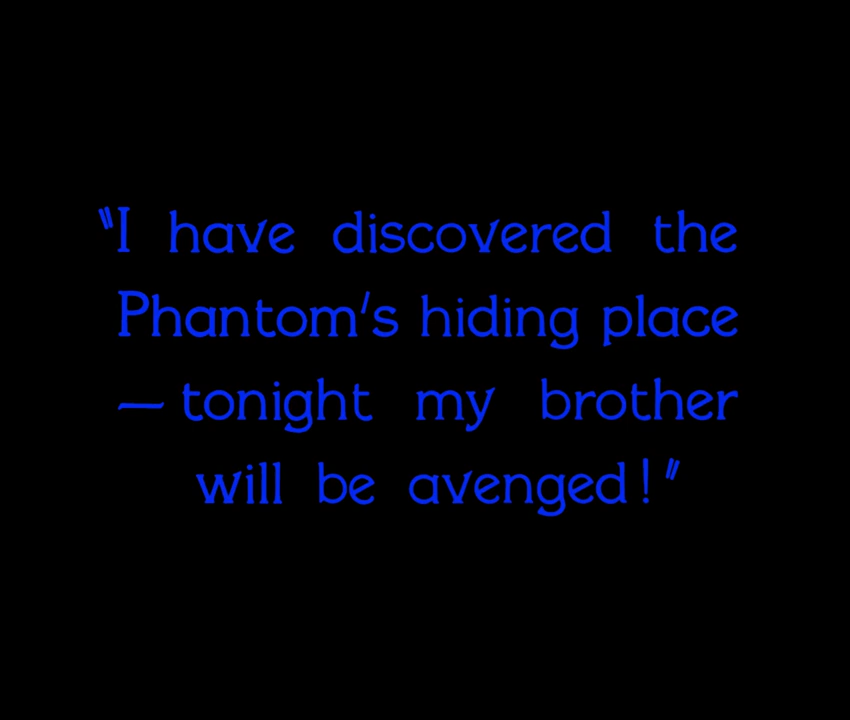 "I have discovered the
Phantom's hiding place
— tonight my brother
will be avenged!"